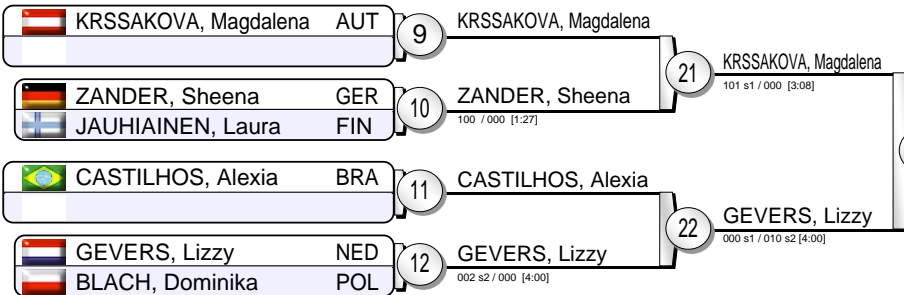 KRSSAKOVA, Magdalena AUT
9
KRSSAKOVA, Magdalena
21
KRSSAKOVA, Magdalena
101 s1 / 000 [3:08]
ZANDER, Sheena GER
JAUHIAINEN, Laura FIN
10
ZANDER, Sheena
100 / 000 [1:27]
CASTILHOS, Alexia BRA
11
CASTILHOS, Alexia
22
GEVERS, Lizzy
000 s1 / 010 s2 [4:00]
GEVERS, Lizzy NED
BLACH, Dominika POL
12
GEVERS, Lizzy
002 s2 / 000 [4:00]